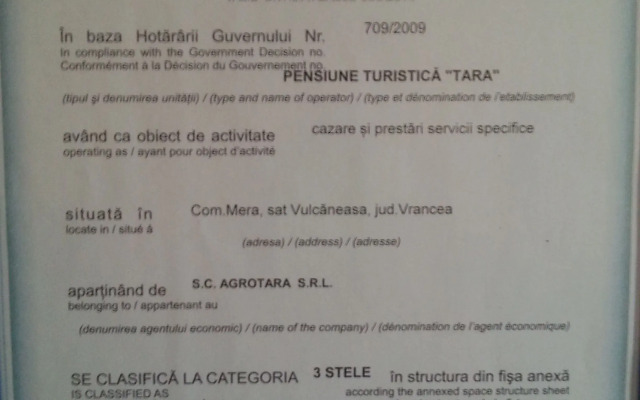 În baza Hotărârii Guvernului Nr. 709/2009
In compliance with the Government Decision no.
Conformément à la Décision du Gouvernement no.
PENSIUNE TURISTICĂ "TARA"
(tipul şi denumirea unităţii) / (type and name of operator) / (type et dénomination de l'etablissement)
având ca obiect de activitate cazare și prestări servicii specifice
operating as / ayant pour object d'activité
situată în Com.Mera, sat Vulcăneasa, jud.Vrancea
locate in / situé à
(adresa) / (address) / (adresse)
aparţinând de S.C. AGROTARA S.R.L.
belonging to / appartenant au
(denumirea agentului economic) / (name of the company) / (dénomination de l'agent économique)
SE CLASIFICĂ LA CATEGORIA 3 STELE în structura din fişa anexă
IS CLASSIFIED AS according the annexed space structure sheet